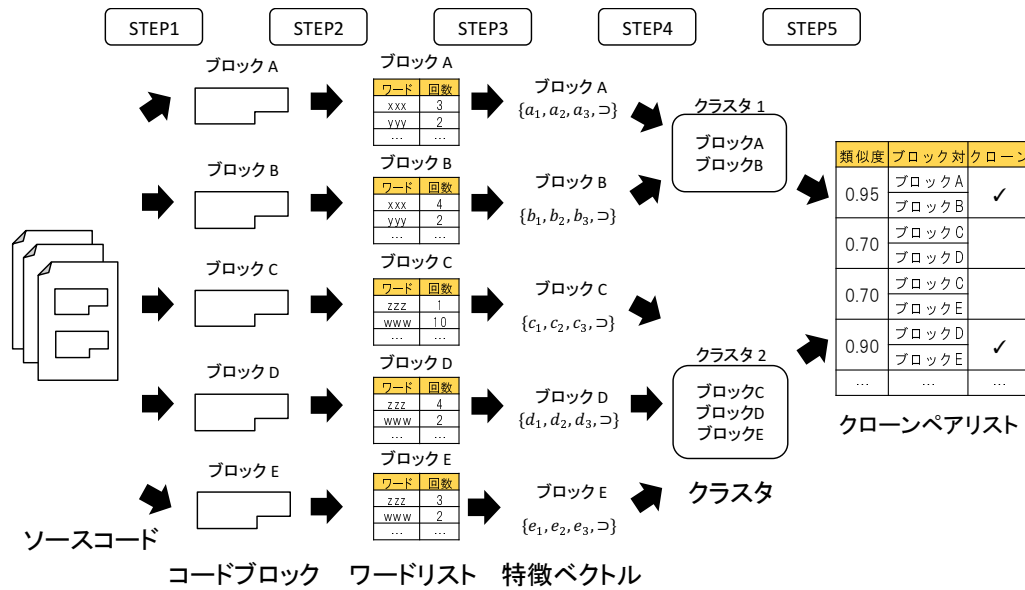 STEP1
STEP2
STEP3
STEP4
STEP5
ブロック A
ブロック A
ワード 回数
xxx 3
yyy 2
… …
ブロック A
{a₁, a₂, a₃, ⊃}
ブロック B
ブロック B
ワード 回数
xxx 4
yyy 2
… …
ブロック B
{b₁, b₂, b₃, ⊃}
ブロック C
ブロック C
ワード 回数
zzz 1
www 10
… …
ブロック C
{c₁, c₂, c₃, ⊃}
ブロック D
ブロック D
ワード 回数
zzz 4
www 2
… …
ブロック D
{d₁, d₂, d₃, ⊃}
ブロック E
ブロック E
ワード 回数
zzz 3
www 2
… …
ブロック E
{e₁, e₂, e₃, ⊃}
クラスタ 1
ブロックA
ブロックB
クラスタ 2
ブロックC
ブロックD
ブロックE
類似度 ブロック対 クローン
0.95 ブロックA ✓
ブロックB
0.70 ブロックC
ブロックD
0.70 ブロックC
ブロックE
0.90 ブロックD ✓
ブロックE
… … …
ソースコード
コードブロック
ワードリスト
特徴ベクトル
クラスタ
クローンペアリスト